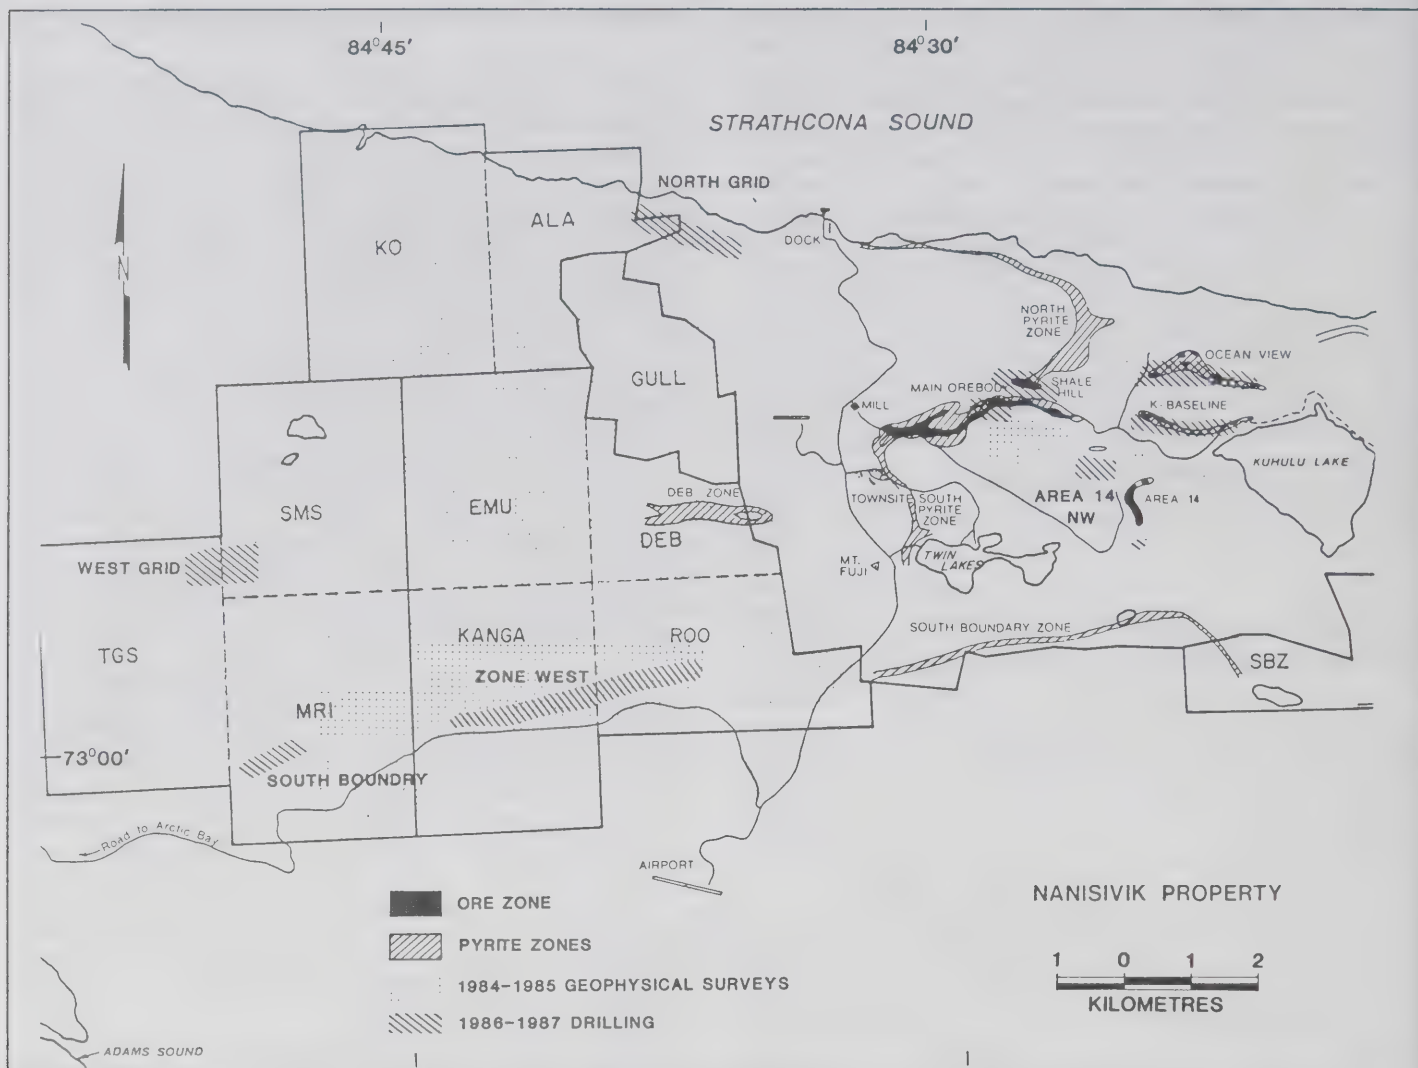 84°45′
84°30′
STRATHCONA SOUND
NORTH GRID
ALA
KO
DOCK
N
NORTH
PYRITE
ZONE
OCEAN VIEW
GULL
MAIN OREBODY
SHALE
HILL
MILL
K-BASELINE
KUHULU LAKE
DEB ZONE
TOWNSITE
SOUTH
PYRITE
ZONE
AREA 14
NW
AREA 14
SMS
EMU
DEB
WEST GRID
MT.
FUJI
TWIN
LAKES
SOUTH BOUNDARY ZONE
KANGA
ROO
TGS
ZONE WEST
SBZ
MRI
73°00′
SOUTH BOUNDRY
Road to Arctic Bay
AIRPORT
ORE ZONE
PYRITE ZONES
1984-1985 GEOPHYSICAL SURVEYS
1986-1987 DRILLING
NANISIVIK PROPERTY
1 0 1 2
KILOMETRES
ADAMS SOUND